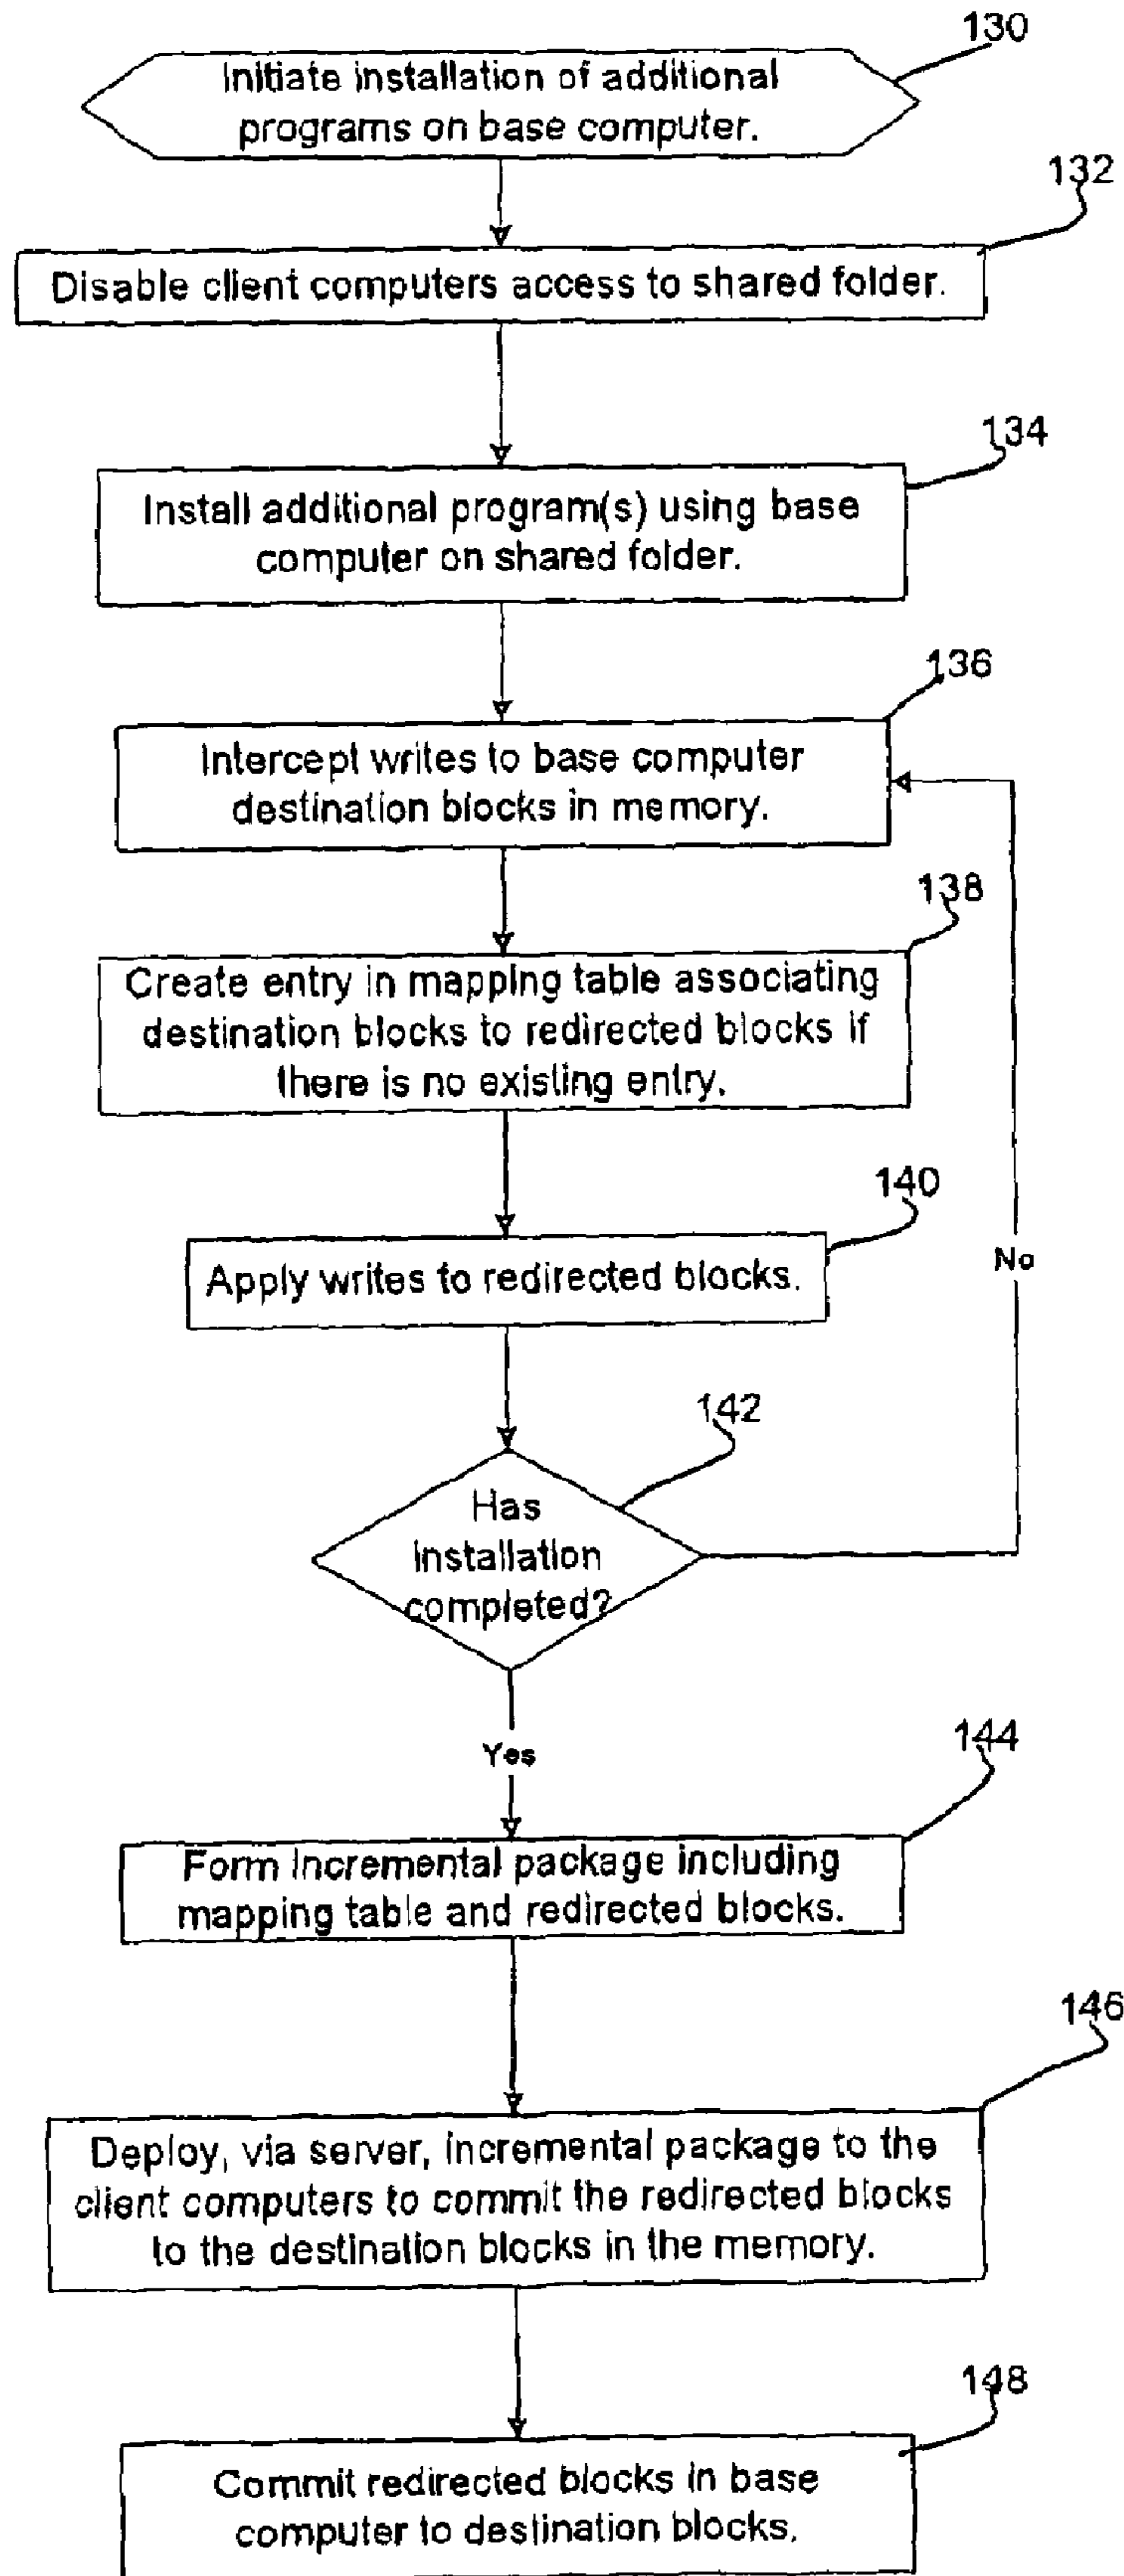 130
Initiate installation of additional
programs on base computer.
132
Disable client computers access to shared folder.
134
Install additional program(s) using base
computer on shared folder.
136
Intercept writes to base computer
destination blocks in memory.
138
Create entry in mapping table associating
destination blocks to redirected blocks if
there is no existing entry.
140
Apply writes to redirected blocks.
No
142
Has
installation
completed?
Yes
144
Form incremental package including
mapping table and redirected blocks.
146
Deploy, via server, incremental package to the
client computers to commit the redirected blocks
to the destination blocks in the memory.
148
Commit redirected blocks in base
computer to destination blocks.